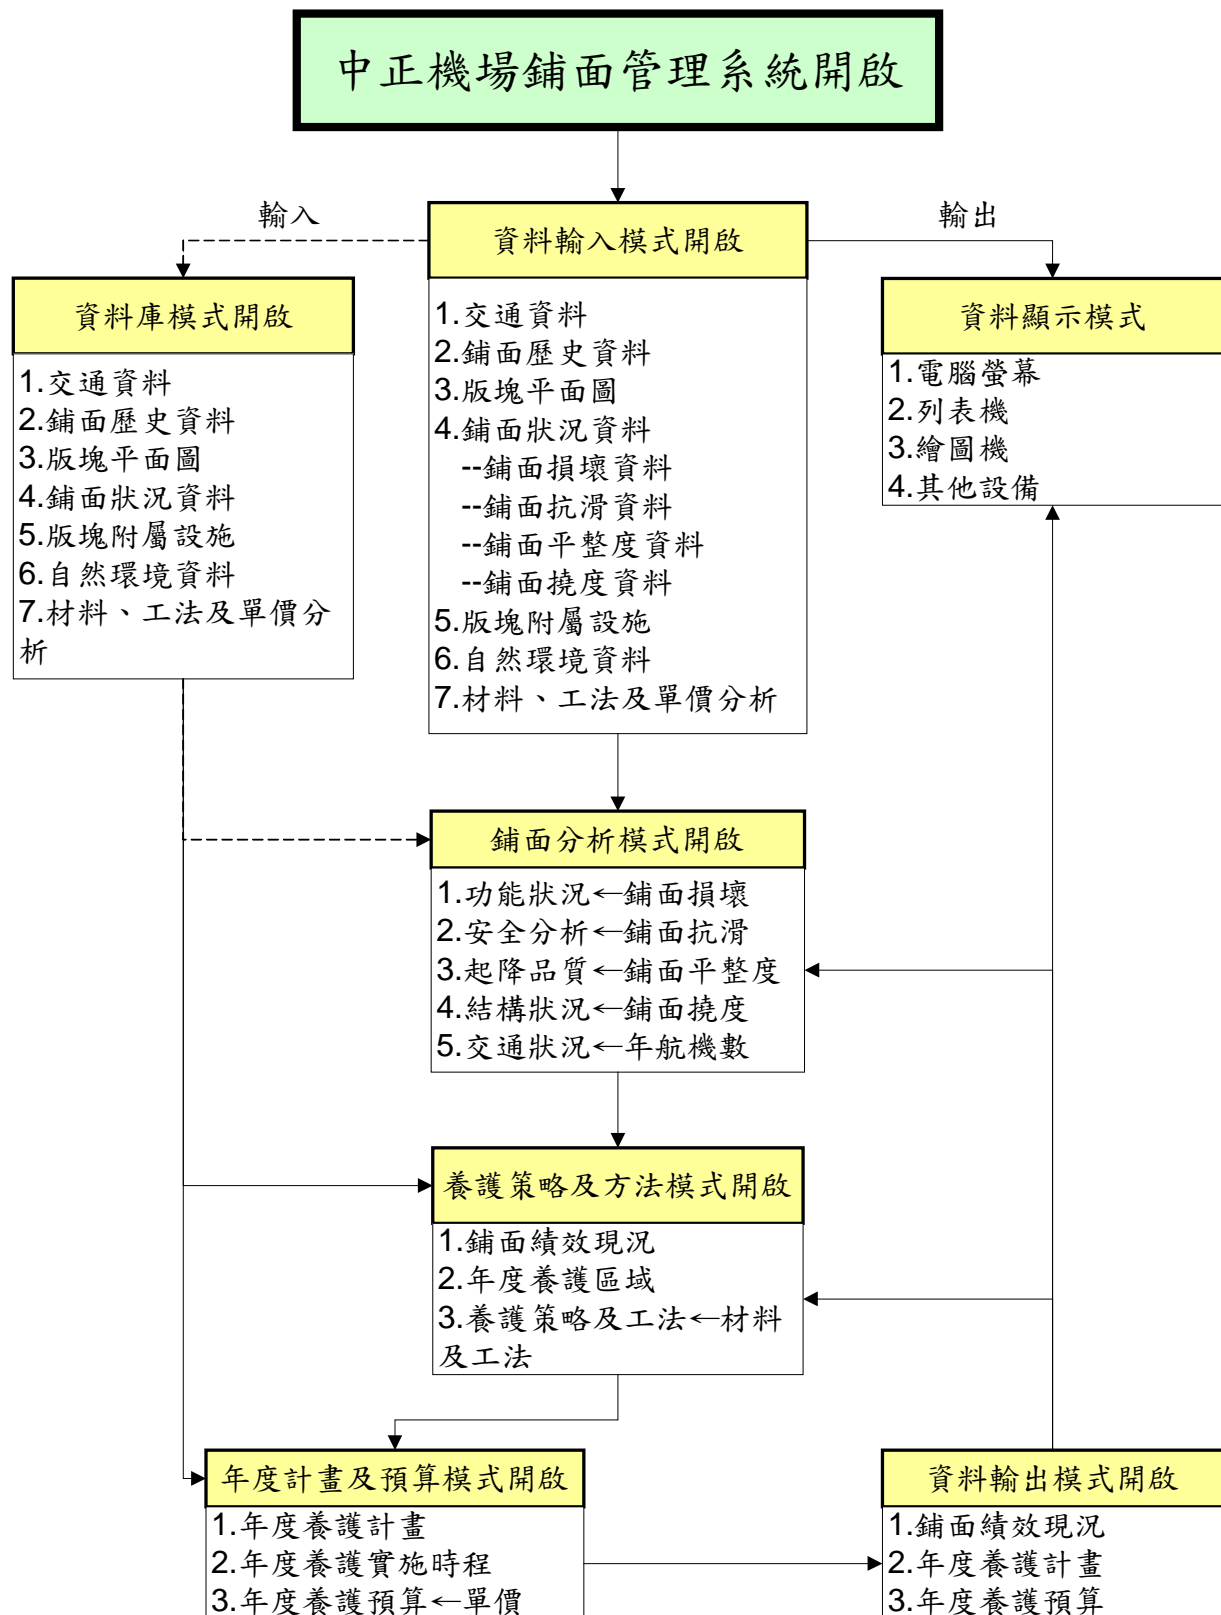 中正機場鋪面管理系統開啟
輸入
輸出
資料輸入模式開啟
1.交通資料
2.鋪面歷史資料
3.版塊平面圖
4.鋪面狀況資料
--鋪面損壞資料
--鋪面抗滑資料
--鋪面平整度資料
--鋪面撓度資料
5.版塊附屬設施
6.自然環境資料
7.材料、工法及單價分析
資料庫模式開啟
1.交通資料
2.鋪面歷史資料
3.版塊平面圖
4.鋪面狀況資料
5.版塊附屬設施
6.自然環境資料
7.材料、工法及單價分
析
資料顯示模式
1.電腦螢幕
2.列表機
3.繪圖機
4.其他設備
鋪面分析模式開啟
1.功能狀況←鋪面損壞
2.安全分析←鋪面抗滑
3.起降品質←鋪面平整度
4.結構狀況←鋪面撓度
5.交通狀況←年航機數
養護策略及方法模式開啟
1.鋪面績效現況
2.年度養護區域
3.養護策略及工法←材料
及工法
年度計畫及預算模式開啟
1.年度養護計畫
2.年度養護實施時程
3.年度養護預算←單價
資料輸出模式開啟
1.鋪面績效現況
2.年度養護計畫
3.年度養護預算